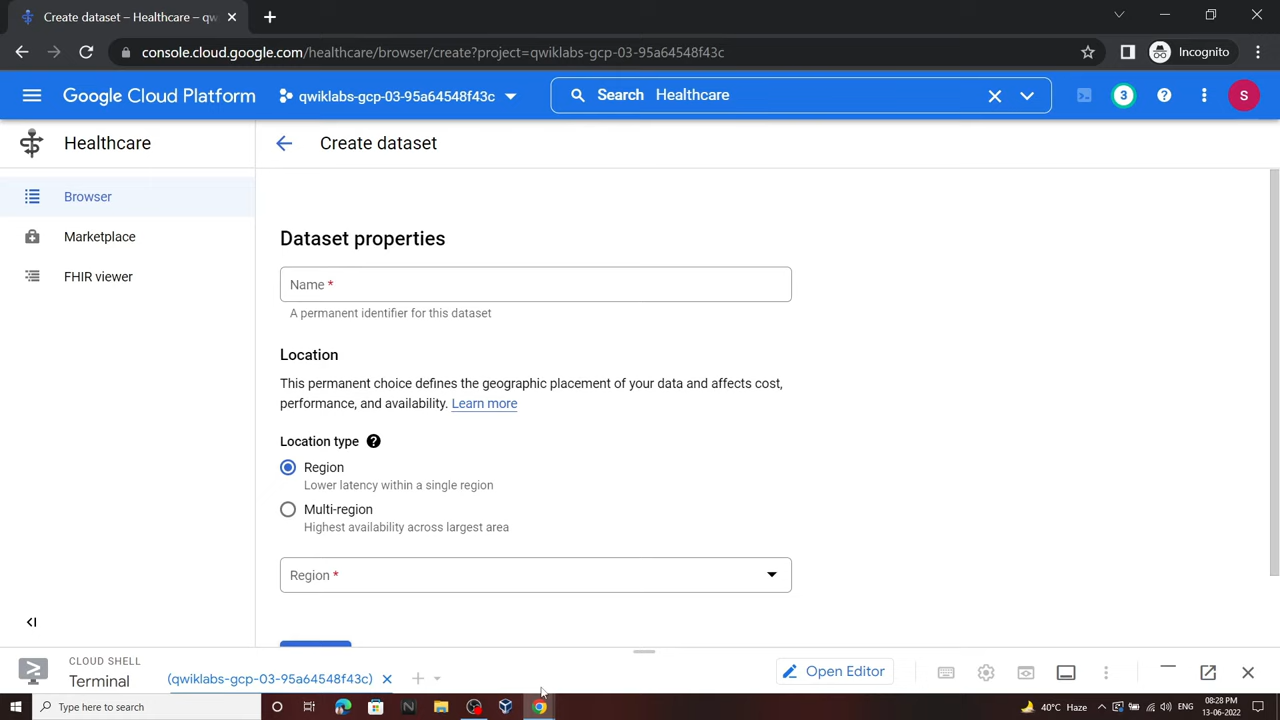 Create dataset – Healthcare – qw
console.cloud.google.com/healthcare/browser/create?project=qwiklabs-gcp-03-95a64548f43c
Incognito
Google Cloud Platform
qwiklabs-gcp-03-95a64548f43c
Search Healthcare
3
S
Healthcare
Create dataset
Browser
Marketplace
FHIR viewer
Dataset properties
Name *
A permanent identifier for this dataset
Location
This permanent choice defines the geographic placement of your data and affects cost,
performance, and availability. Learn more
Location type
Region
Lower latency within a single region
Multi-region
Highest availability across largest area
Region *
CLOUD SHELL
Terminal
(qwiklabs-gcp-03-95a64548f43c)
Open Editor
Type here to search
40°C Haze
ENG
08:28 PM
13-06-2022